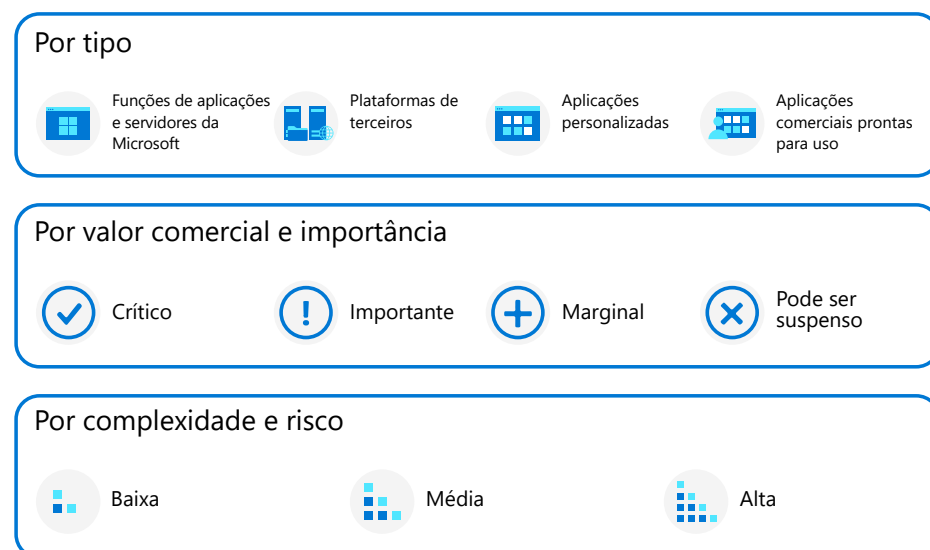 Por tipo
Funções de aplicações
e servidores da
Microsoft
Plataformas de
terceiros
Aplicações
personalizadas
Aplicações
comerciais prontas
para uso
Por valor comercial e importância
Crítico
Importante
Marginal
Pode ser
suspenso
Por complexidade e risco
Baixa
Média
Alta